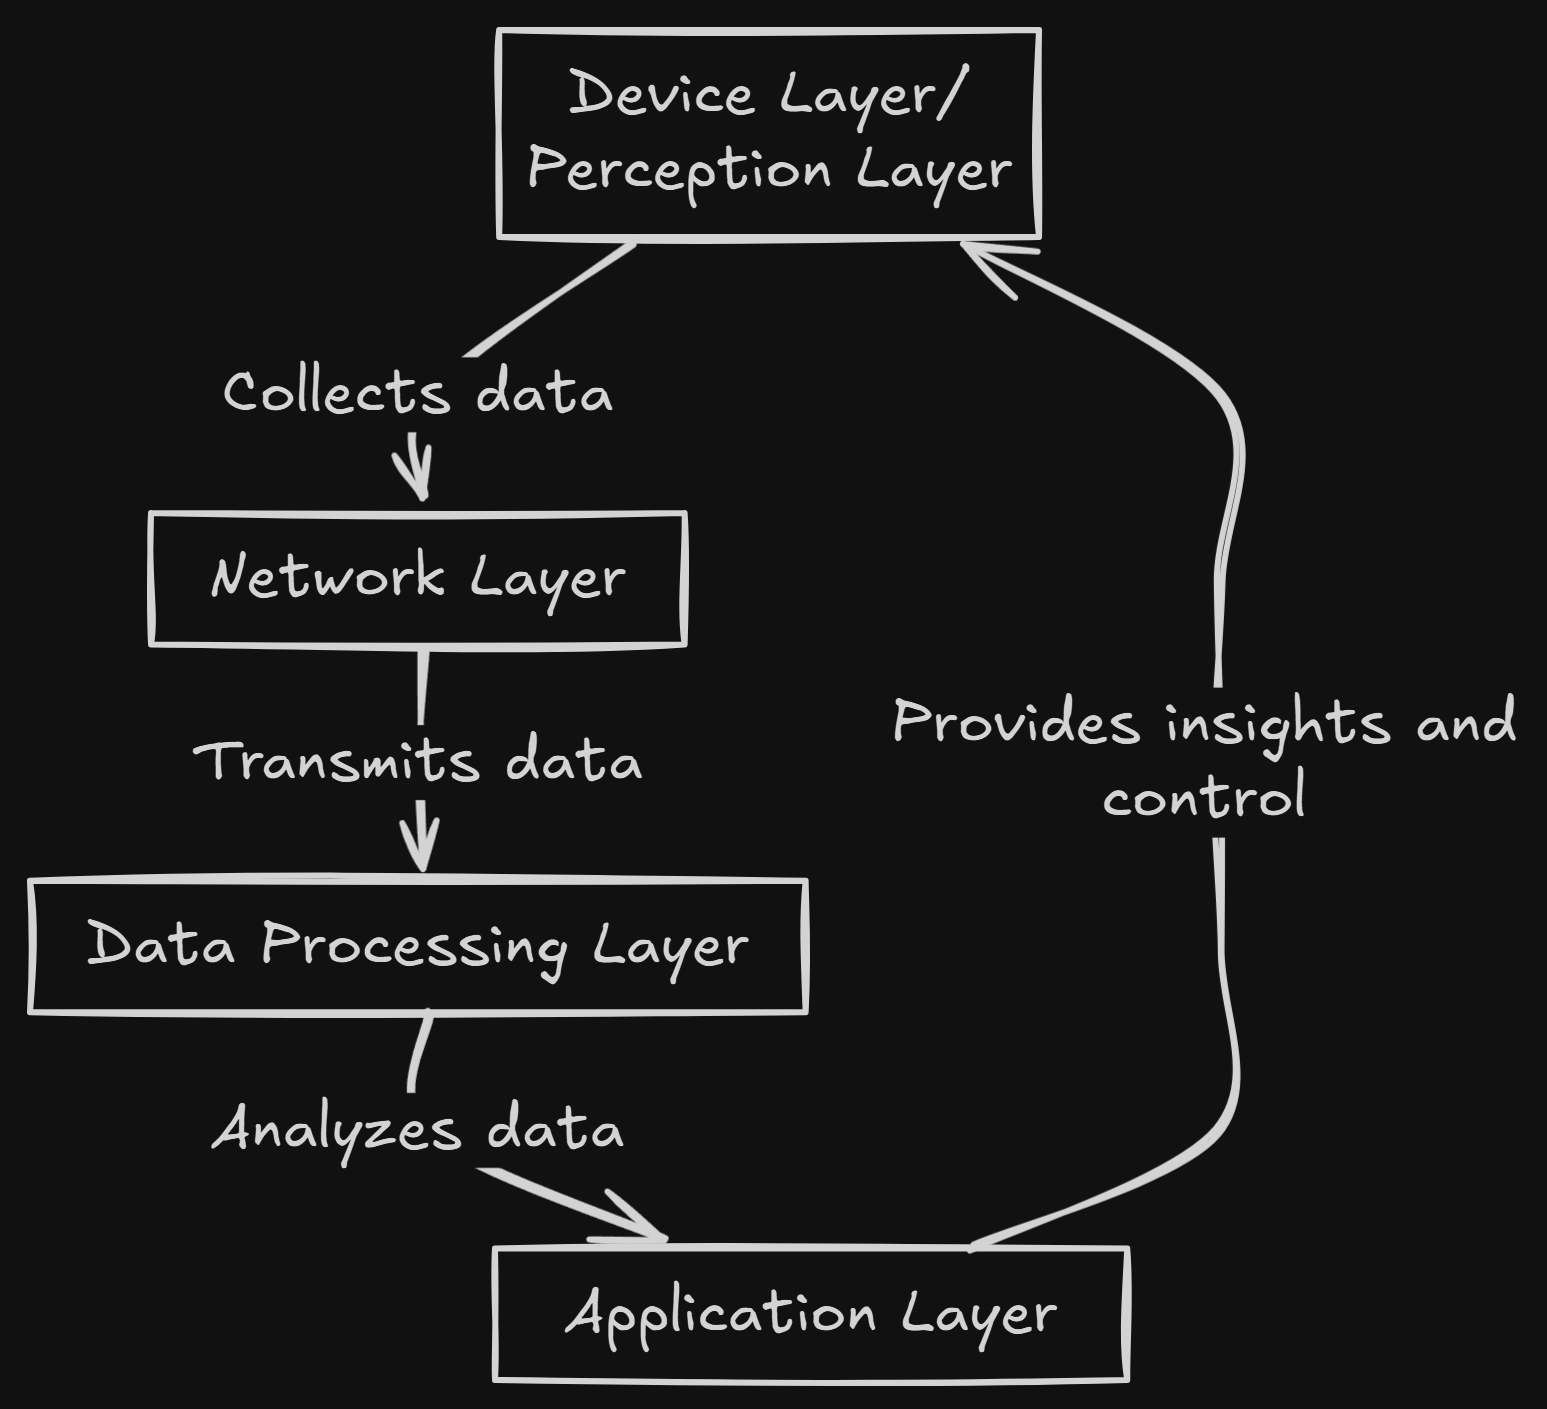 Device Layer/
Perception Layer
Collects data
Network Layer
Transmits data
Provides insights and
control
Data Processing Layer
Analyzes data
Application Layer